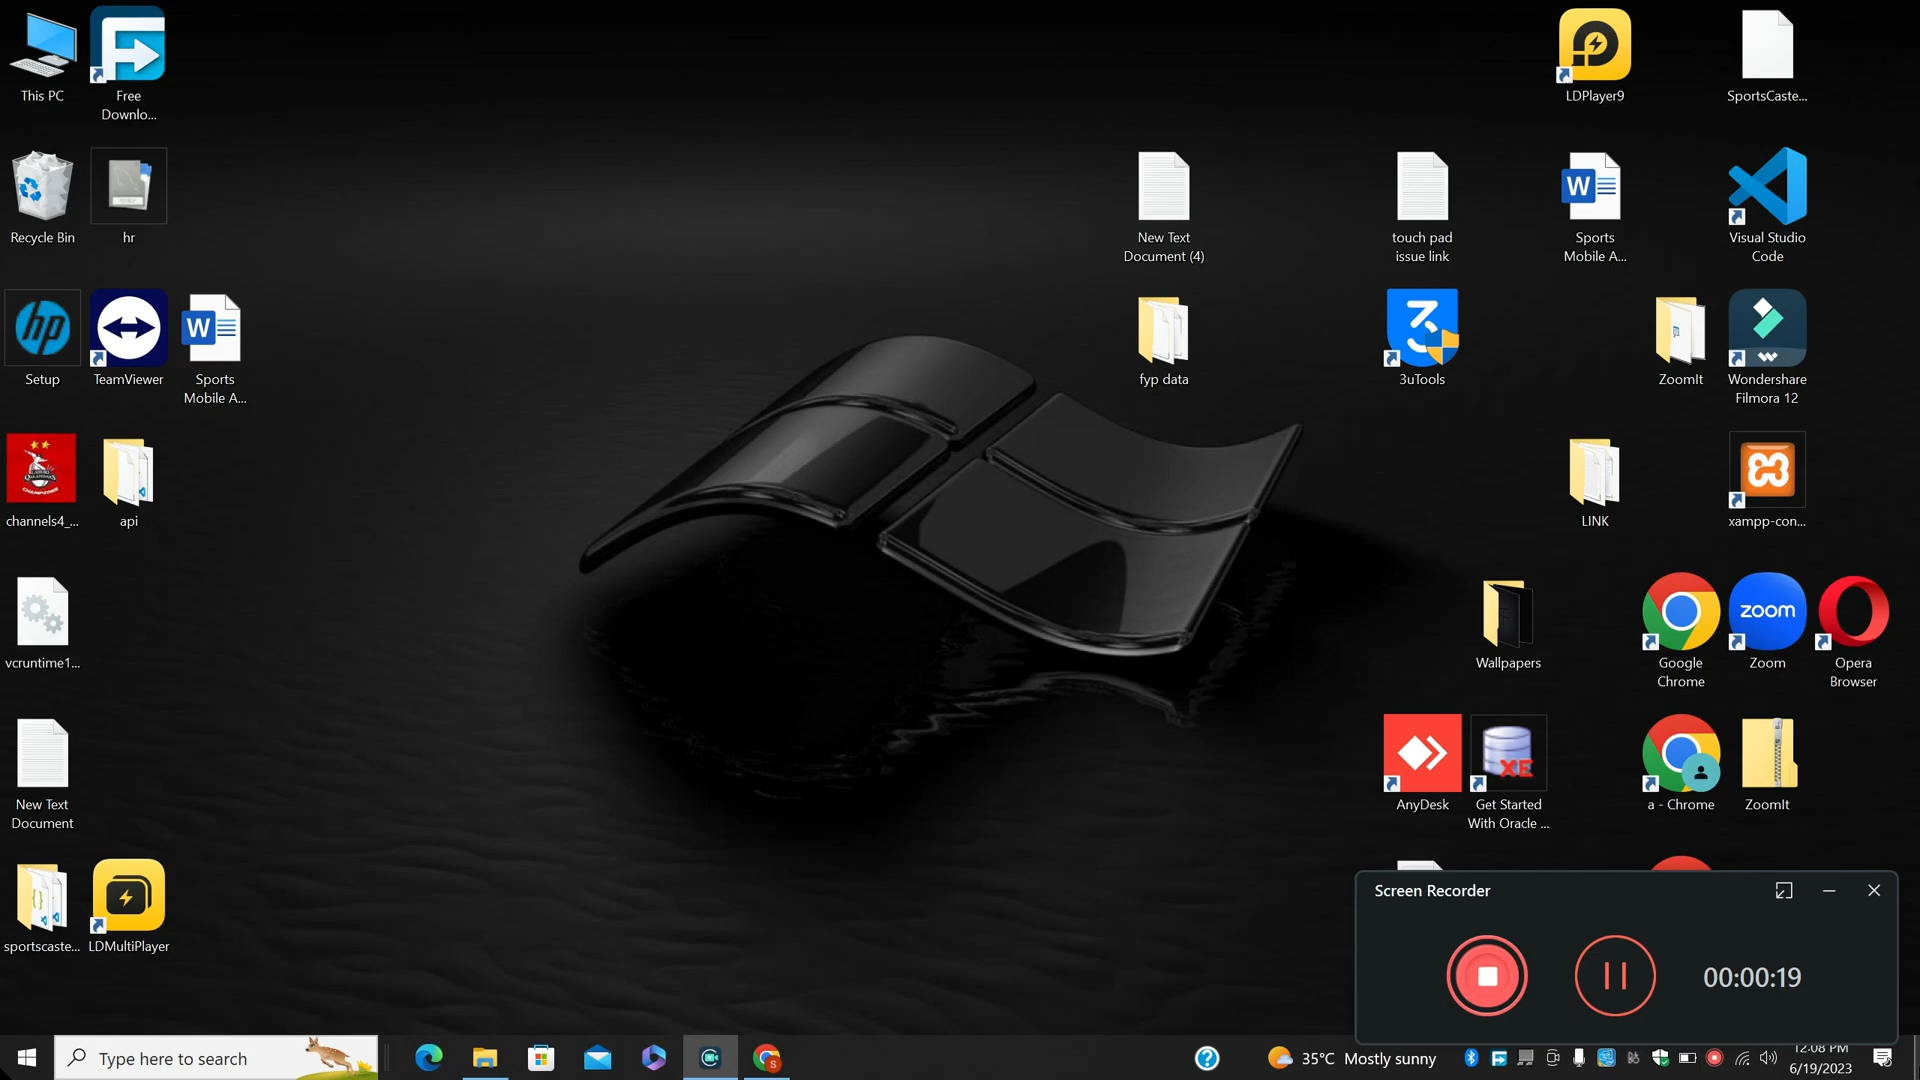 This PC
Free
Downlo...
LDPlayer9
SportsCaste...
Recycle Bin
hr
New Text
Document (4)
touch pad
issue link
Sports
Mobile A...
Visual Studio
Code
Setup
TeamViewer
Sports
Mobile A...
fyp data
3uTools
ZoomIt
Wondershare
Filmora 12
channels4_...
api
LINK
xampp-con...
vcruntime1...
Wallpapers
Google
Chrome
zoom
Zoom
Opera
Browser
New Text
Document
AnyDesk
XE
Get Started
With Oracle ...
a - Chrome
ZoomIt
sportscaste...
LDMultiPlayer
Screen Recorder
00:00:19
Type here to search
35°C Mostly sunny
12:08 PM
6/19/2023